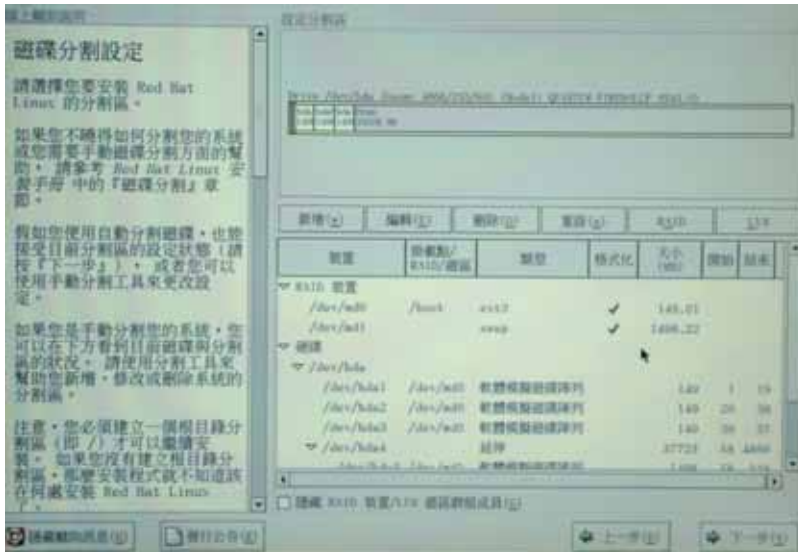 線上輔助說明
磁碟分割設定
請選擇您要安裝 Red Hat
Linux 的分割區。
如果您不曉得如何分割您的系統
或您需要手動磁碟分割方面的幫
助， 請參考 Red Hat Linux 安
裝手冊 中的『磁碟分割』章
節。
假如您使用自動分割磁碟，也能
接受目前分割區的設定狀態（請
按『下一步』）， 或者您可以
使用手動分割工具來更改設
定。
如果您是手動分割您的系統，您
可以在下方看到目前磁碟與分割
區的狀況。 請使用分割工具來
幫助您新增，修改或刪除系統的
分割區。
注意，您必須建立一個根目錄分
割區（即 /）才可以繼續安
裝。 如果您沒有建立根目錄分
割區，那麼安裝程式就不知道該
在何處安裝 Red Hat Linux
了。
隱藏輔助訊息(H)
發行公告(R)
設定分割區
Drive /dev/hda
新增(W) 編輯(E) 刪除(D) 重設(S) RAID LVM
裝置 掛載點/ RAID/磁區 類型 格式化 大小 (MB) 開始 結束
RAID 裝置
/dev/md0 /boot ext3 149.01
/dev/md1 swap
磁碟
/dev/hda
/dev/hda1 /dev/md0 軟體模擬磁碟陣列 149 1 19
/dev/hda2 /dev/md0 軟體模擬磁碟陣列 149 20 38
/dev/hda3 /dev/md0 軟體模擬磁碟陣列 149 39 57
/dev/hda4 延伸 37725 58 4866
軟體模擬磁碟陣列
隱藏 RAID 裝置/LVM 磁區群組成員(G)
上一步(B)
下一步(N)